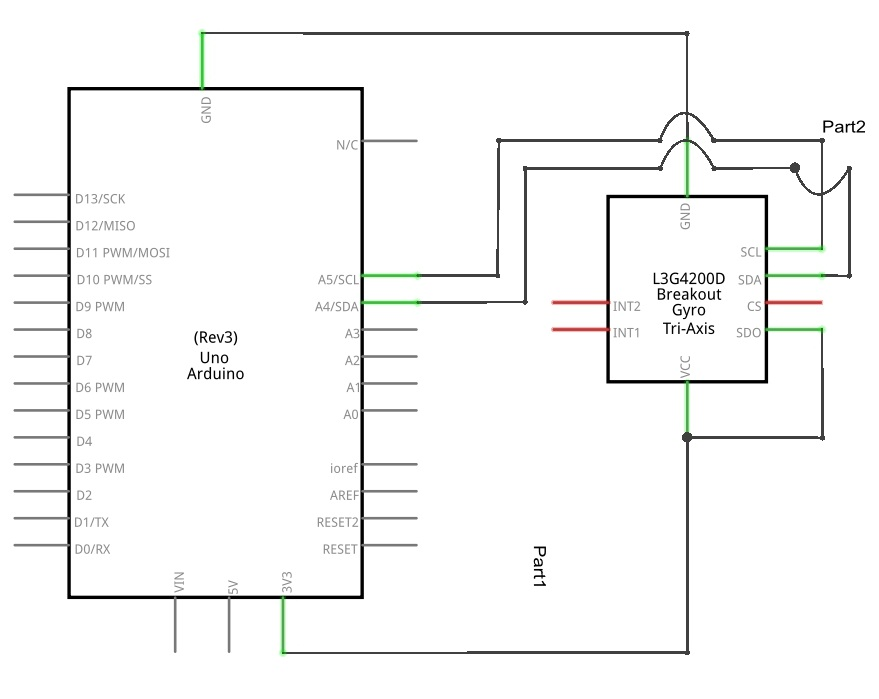 GND
N/C
D13/SCK
D12/MISO
D11 PWM/MOSI
D10 PWM/SS
D9 PWM
D8
D7
D6 PWM
D5 PWM
D4
D3 PWM
D2
D1/TX
D0/RX
(Rev3)
Uno
Arduino
A5/SCL
A4/SDA
A3
A2
A1
A0
ioref
AREF
RESET2
RESET
VIN
5V
3V3
Part2
GND
SCL
SDA
CS
SDO
INT2
INT1
L3G4200D
Breakout
Gyro
Tri-Axis
VCC
Part1